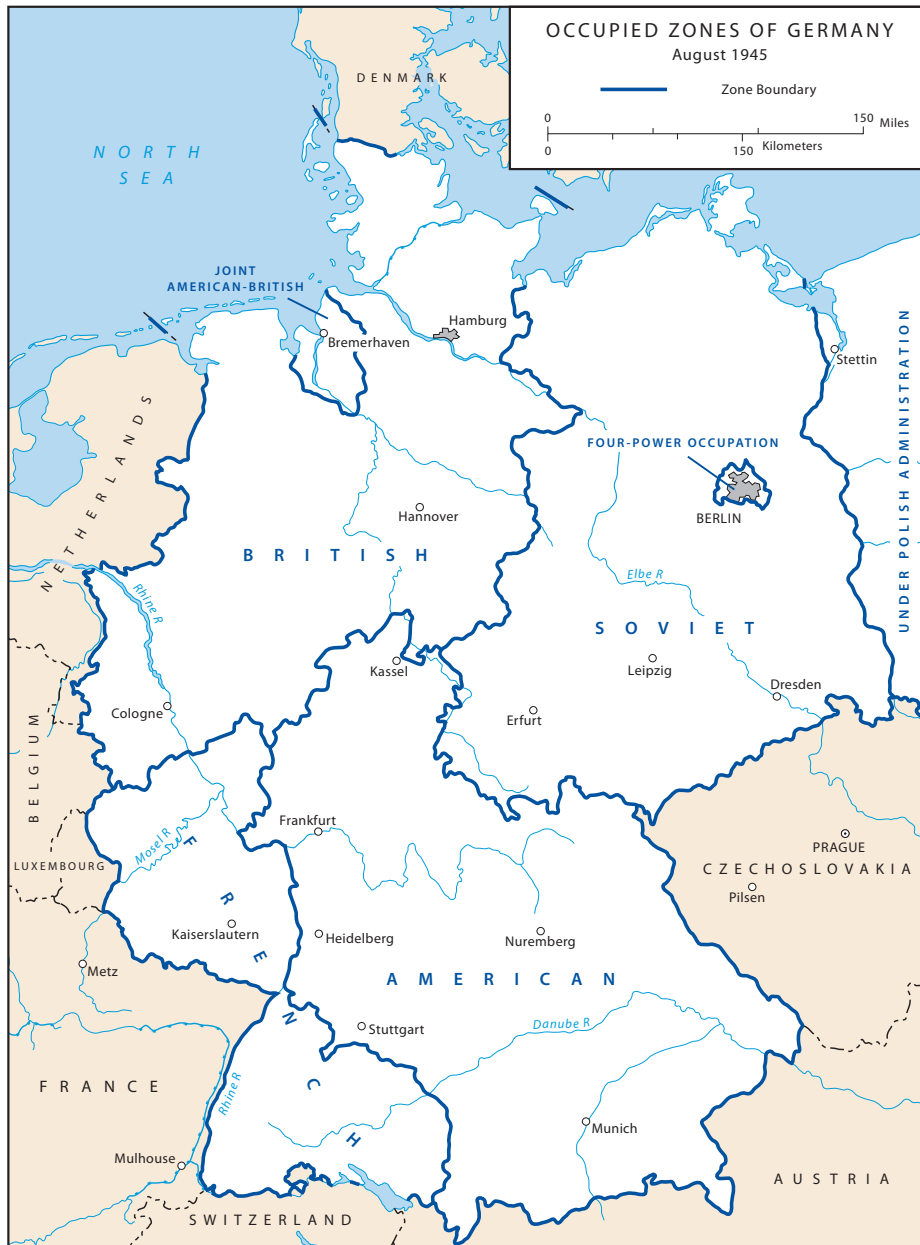 OCCUPIED ZONES OF GERMANY
August 1945
Zone Boundary
0 150 Miles
0 150 Kilometers
DENMARK
NORTH
SEA
JOINT
AMERICAN-BRITISH
Hamburg
Bremerhaven
Stettin
NETHERLANDS
UNDER POLISH ADMINISTRATION
FOUR-POWER OCCUPATION
BERLIN
Hannover
BRITISH
Rhine R
Elbe R
SOVIET
Kassel
Leipzig
Dresden
Cologne
Erfurt
BELGIUM
Frankfurt
Mosel R
LUXEMBOURG
PRAGUE
CZECHOSLOVAKIA
Pilsen
FRENCH
Kaiserslautern
Heidelberg
Nuremberg
Metz
AMERICAN
Stuttgart
Danube R
FRANCE
Rhine R
Munich
Mulhouse
AUSTRIA
SWITZERLAND